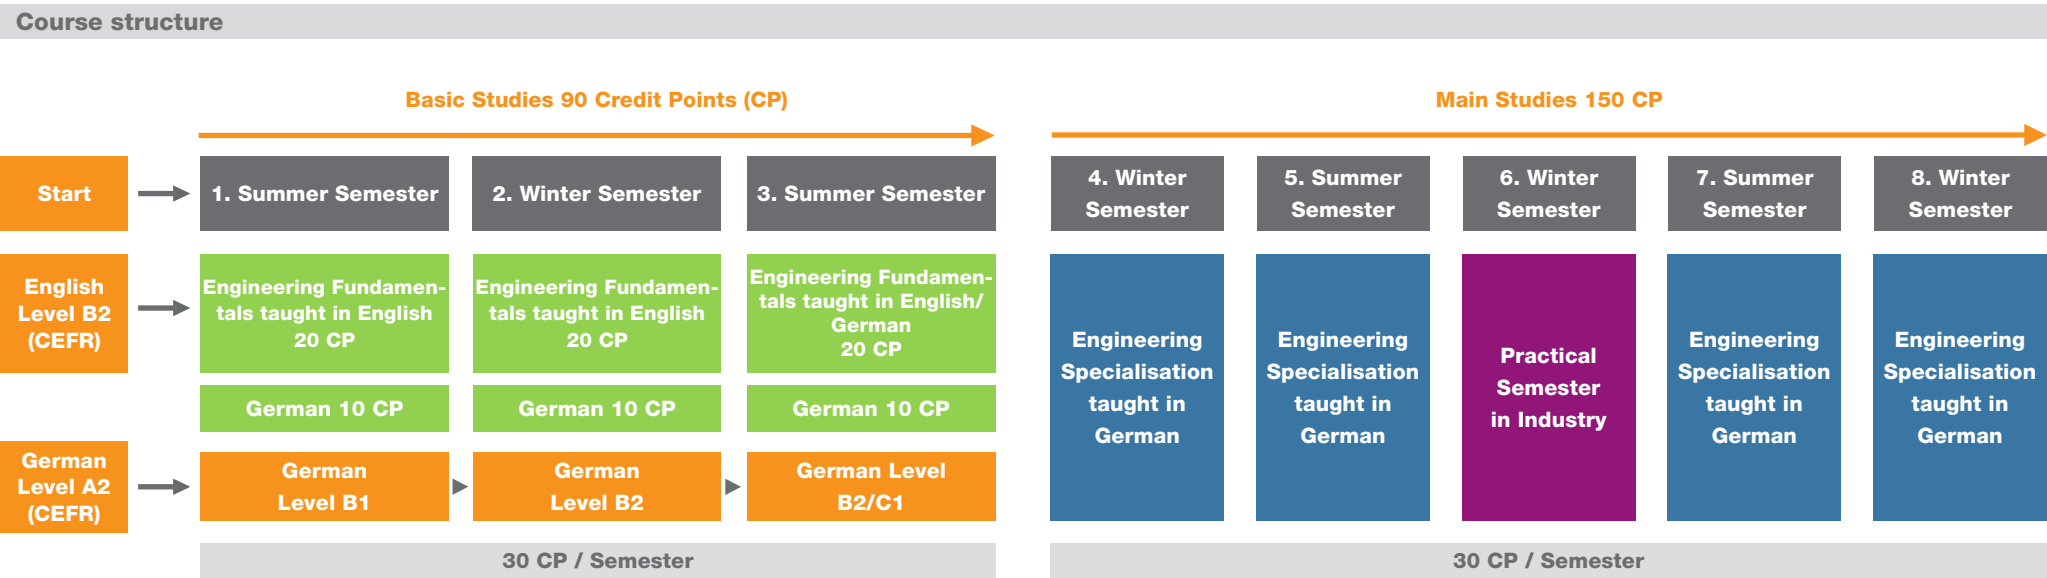 Course structure
Basic Studies 90 Credit Points (CP)
Main Studies 150 CP
Start
1. Summer Semester
2. Winter Semester
3. Summer Semester
4. Winter
Semester
5. Summer
Semester
6. Winter
Semester
7. Summer
Semester
8. Winter
Semester
English
Level B2
(CEFR)
Engineering Fundamen-
tals taught in English
20 CP
Engineering Fundamen-
tals taught in English
20 CP
Engineering Fundamen-
tals taught in English/
German
20 CP
German 10 CP
German 10 CP
German 10 CP
German
Level A2
(CEFR)
German
Level B1
German
Level B2
German Level
B2/C1
Engineering
Specialisation
taught in
German
Engineering
Specialisation
taught in
German
Practical
Semester
in Industry
Engineering
Specialisation
taught in
German
Engineering
Specialisation
taught in
German
30 CP / Semester
30 CP / Semester